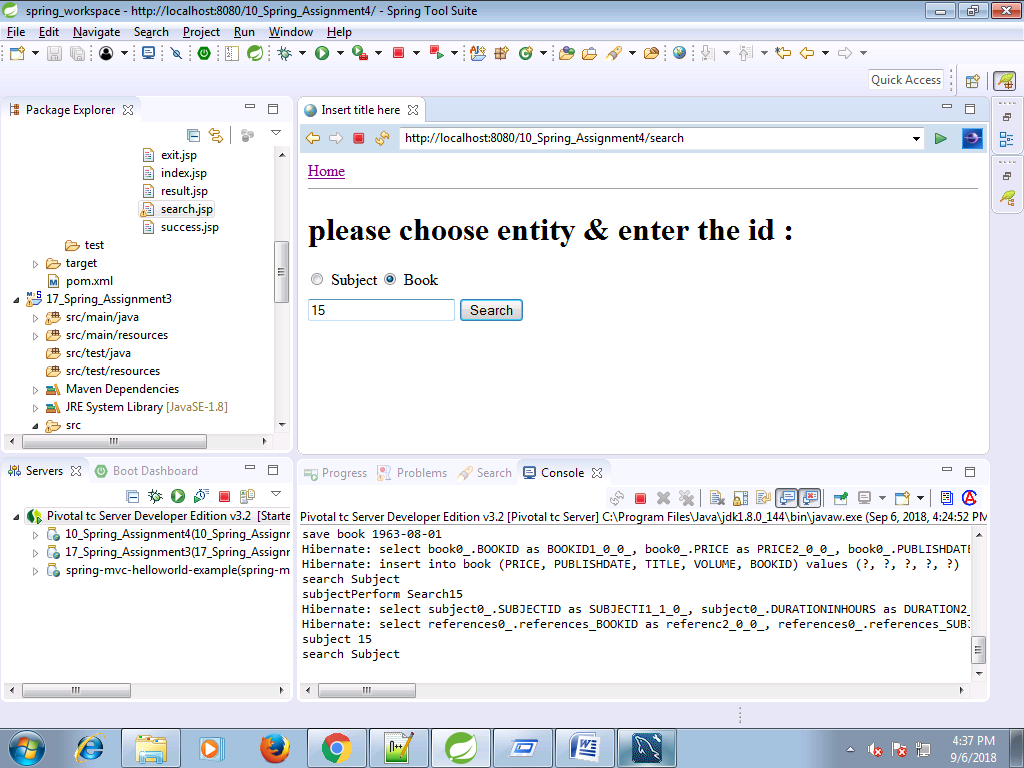 spring_workspace - http://localhost:8080/10_Spring_Assignment4/ - Spring Tool Suite
File Edit Navigate Search Project Run Window Help
Quick Access
Package Explorer
exit.jsp
index.jsp
result.jsp
search.jsp
success.jsp
test
target
pom.xml
17_Spring_Assignment3
src/main/java
src/main/resources
src/test/java
src/test/resources
Maven Dependencies
JRE System Library [JavaSE-1.8]
src
Insert title here
http://localhost:8080/10_Spring_Assignment4/search
Home
please choose entity & enter the id :
Subject Book
15 Search
Servers Boot Dashboard
Pivotal tc Server Developer Edition v3.2 [Starte
10_Spring_Assignment4(10_Spring_Assignr
17_Spring_Assignment3(17_Spring_Assignr
spring-mvc-helloworld-example(spring-m
Progress Problems Search Console
Pivotal tc Server Developer Edition v3.2 [Pivotal tc Server] C:\Program Files\Java\jdk1.8.0_144\bin\javaw.exe (Sep 6, 2018, 4:24:52 PM
save book 1963-08-01
Hibernate: select book0_.BOOKID as BOOKID1_0_0_, book0_.PRICE as PRICE2_0_0_, book0_.PUBLISHDATE
Hibernate: insert into book (PRICE, PUBLISHDATE, TITLE, VOLUME, BOOKID) values (?, ?, ?, ?, ?)
search Subject
subjectPerform Search15
Hibernate: select subject0_.SUBJECTID as SUBJECTI1_1_0_, subject0_.DURATIONINHOURS as DURATION2_
Hibernate: select references0_.references_BOOKID as referenc2_0_0_, references0_.references_SUBJ
subject 15
search Subject
4:37 PM
9/6/2018